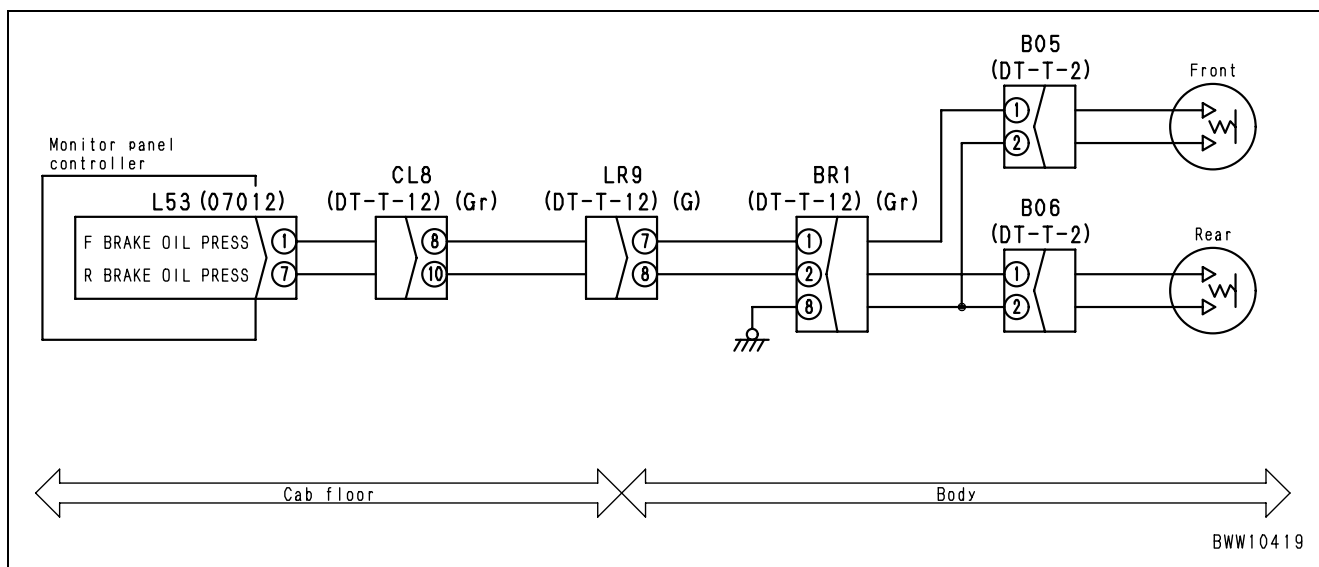 B05
(DT-T-2)
Front
①
②
Monitor panel
controller
L53 (07012)
CL8
(DT-T-12) (Gr)
LR9
(DT-T-12) (G)
BR1
(DT-T-12) (Gr)
B06
(DT-T-2)
Rear
F BRAKE OIL PRESS ① ⑧ ⑦ ①
R BRAKE OIL PRESS ⑦ ⑩ ⑧ ② ①
⑧ ②
Cab floor
Body
BWW10419